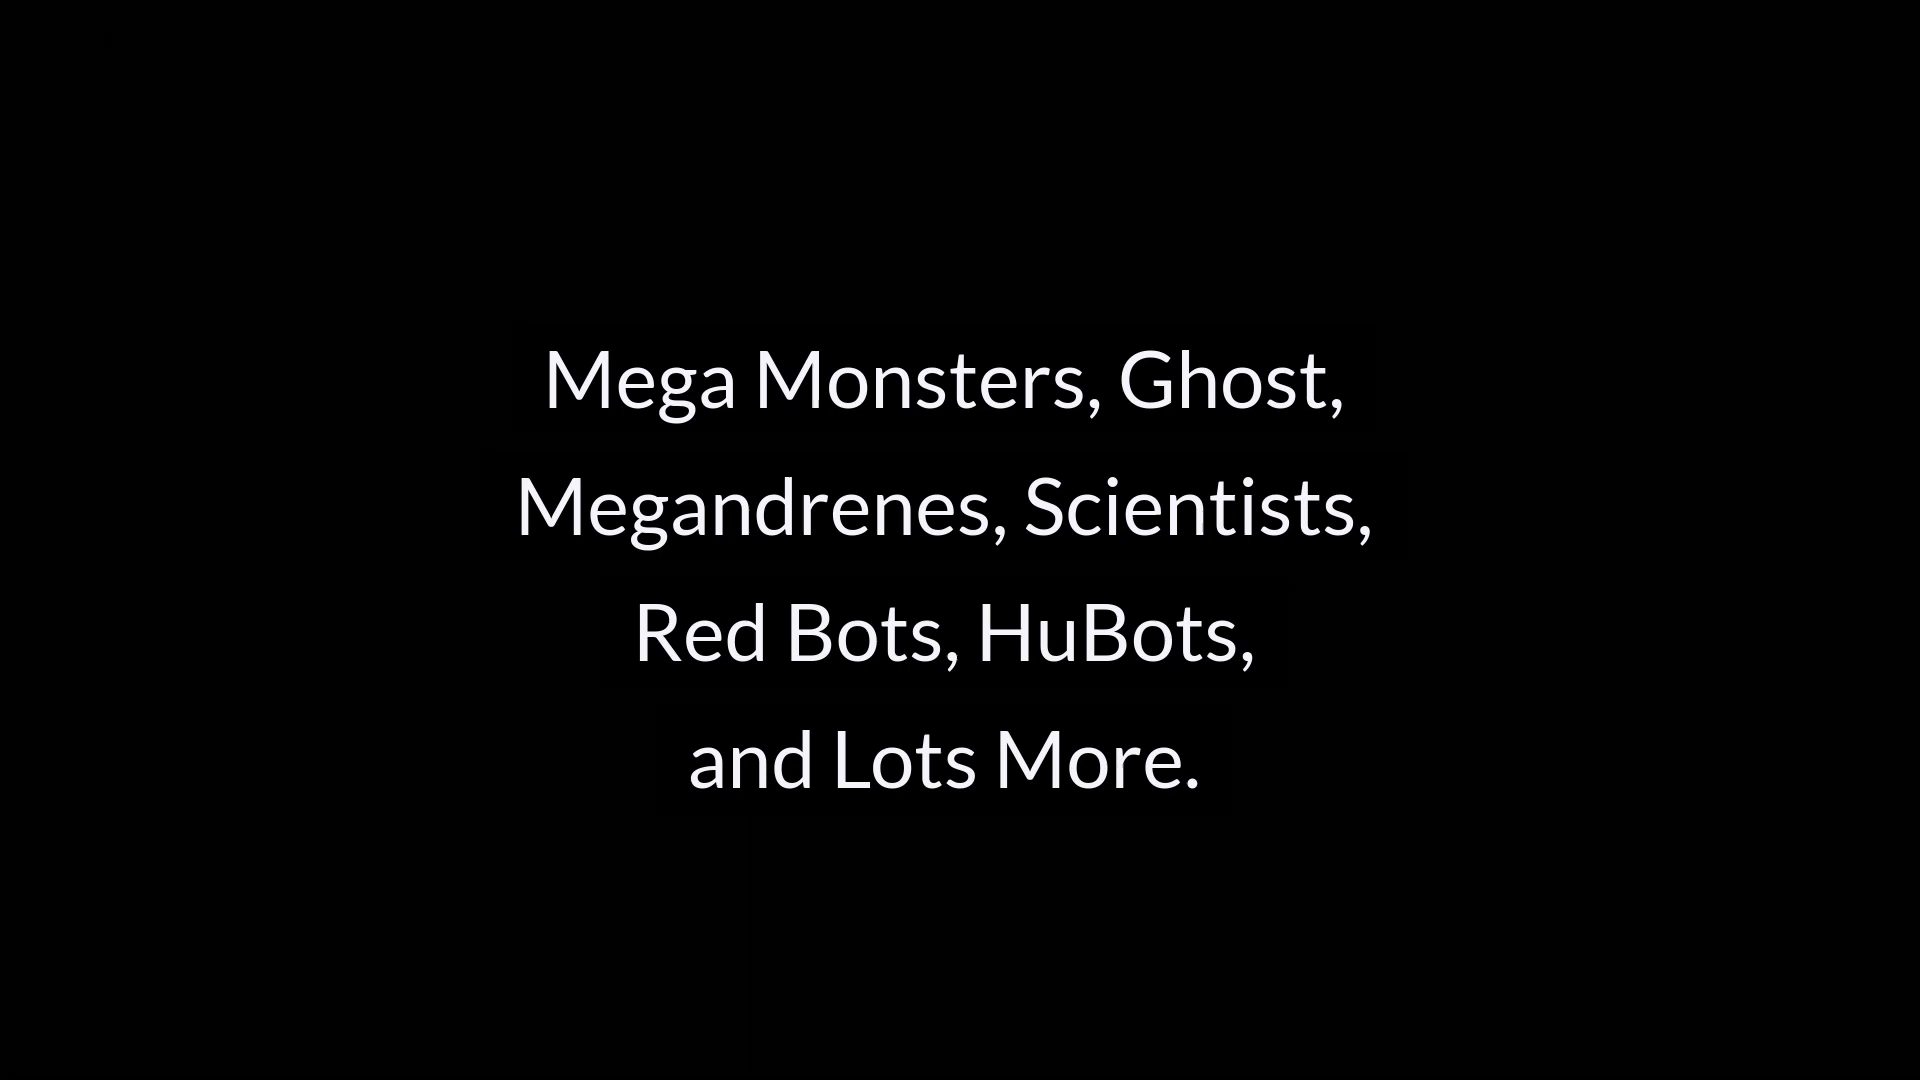 Mega Monsters, Ghost,
Megandrenes, Scientists,
Red Bots, HuBots,
and Lots More.